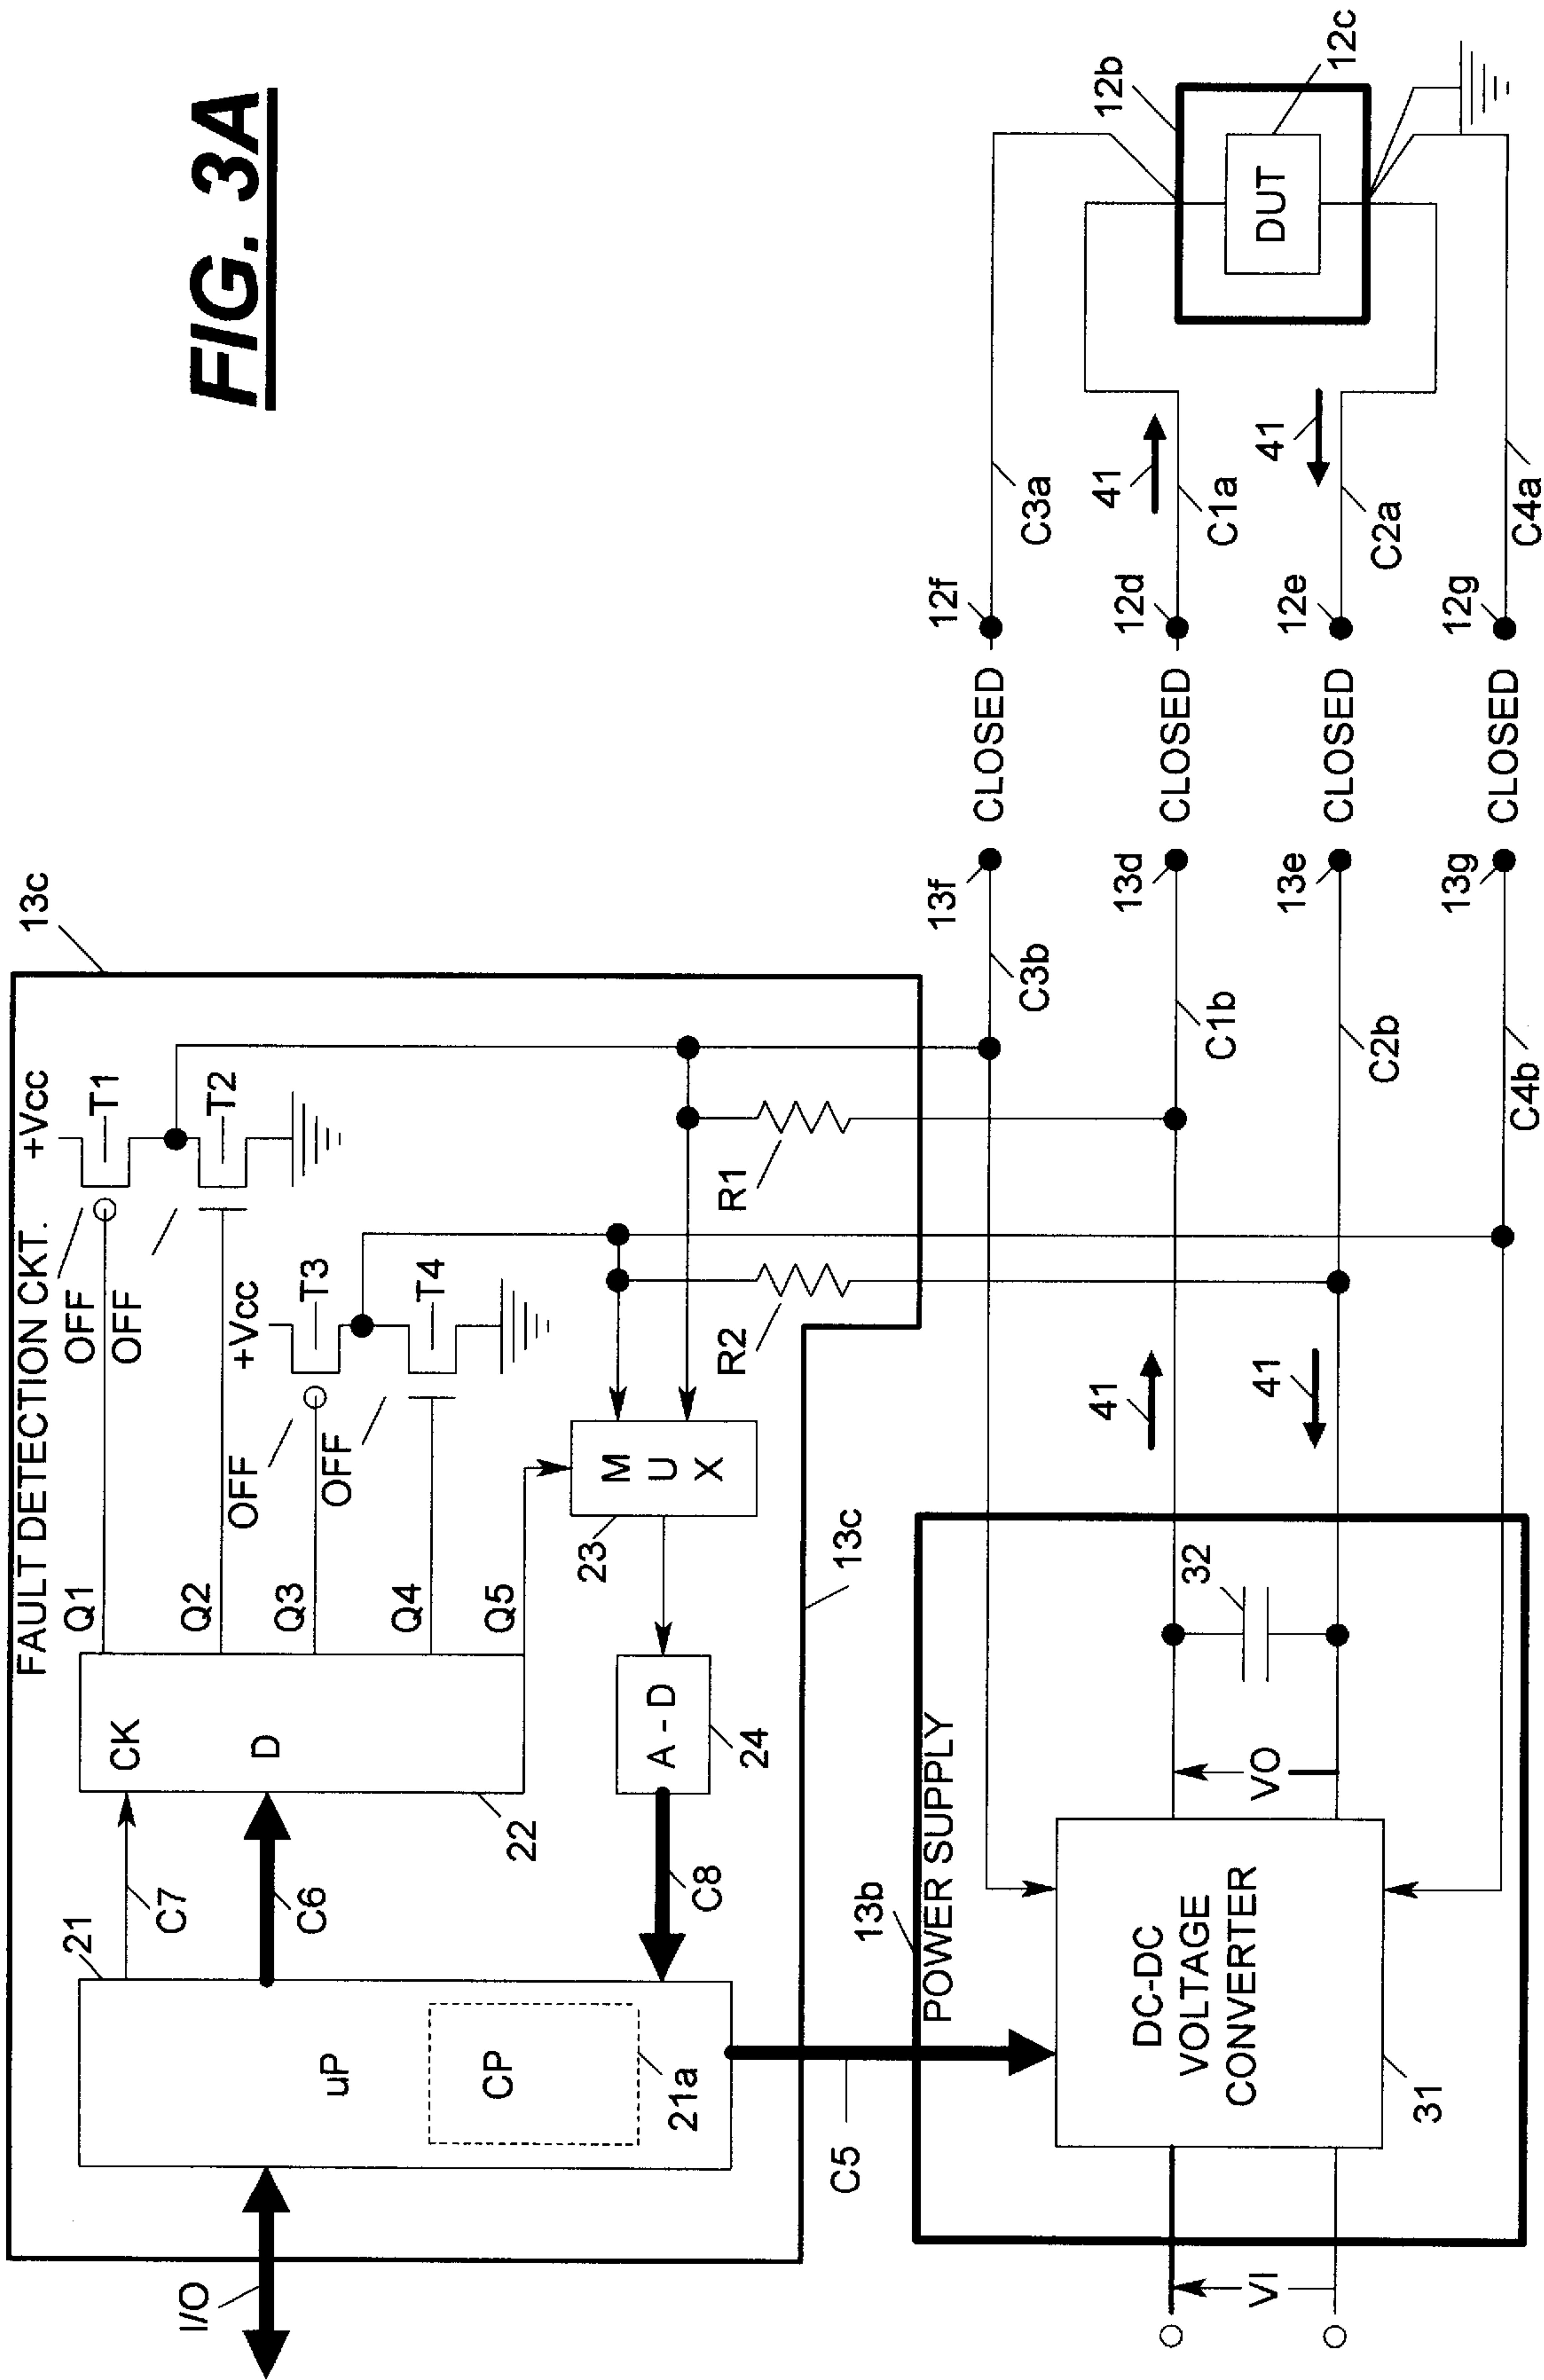 FIG. 3A
13c
FAULT DETECTION CKT.
+Vcc
OFF
OFF
T1
T2
+Vcc
OFF
OFF
T3
T4
I/O
21
uP
CP
21a
C7
C6
CK
D
22
Q1
Q2
Q3
Q4
Q5
M
U
X
23
A - D
24
C8
R1
R2
13c
C5
13b
POWER SUPPLY
DC-DC
VOLTAGE
CONVERTER
31
VI
VO
32
41
41
C3b
C1b
C2b
C4b
13f
CLOSED
12f
13d
CLOSED
12d
13e
CLOSED
12e
13g
CLOSED
12g
C3a
41
C1a
41
C2a
C4a
12b
DUT
12c